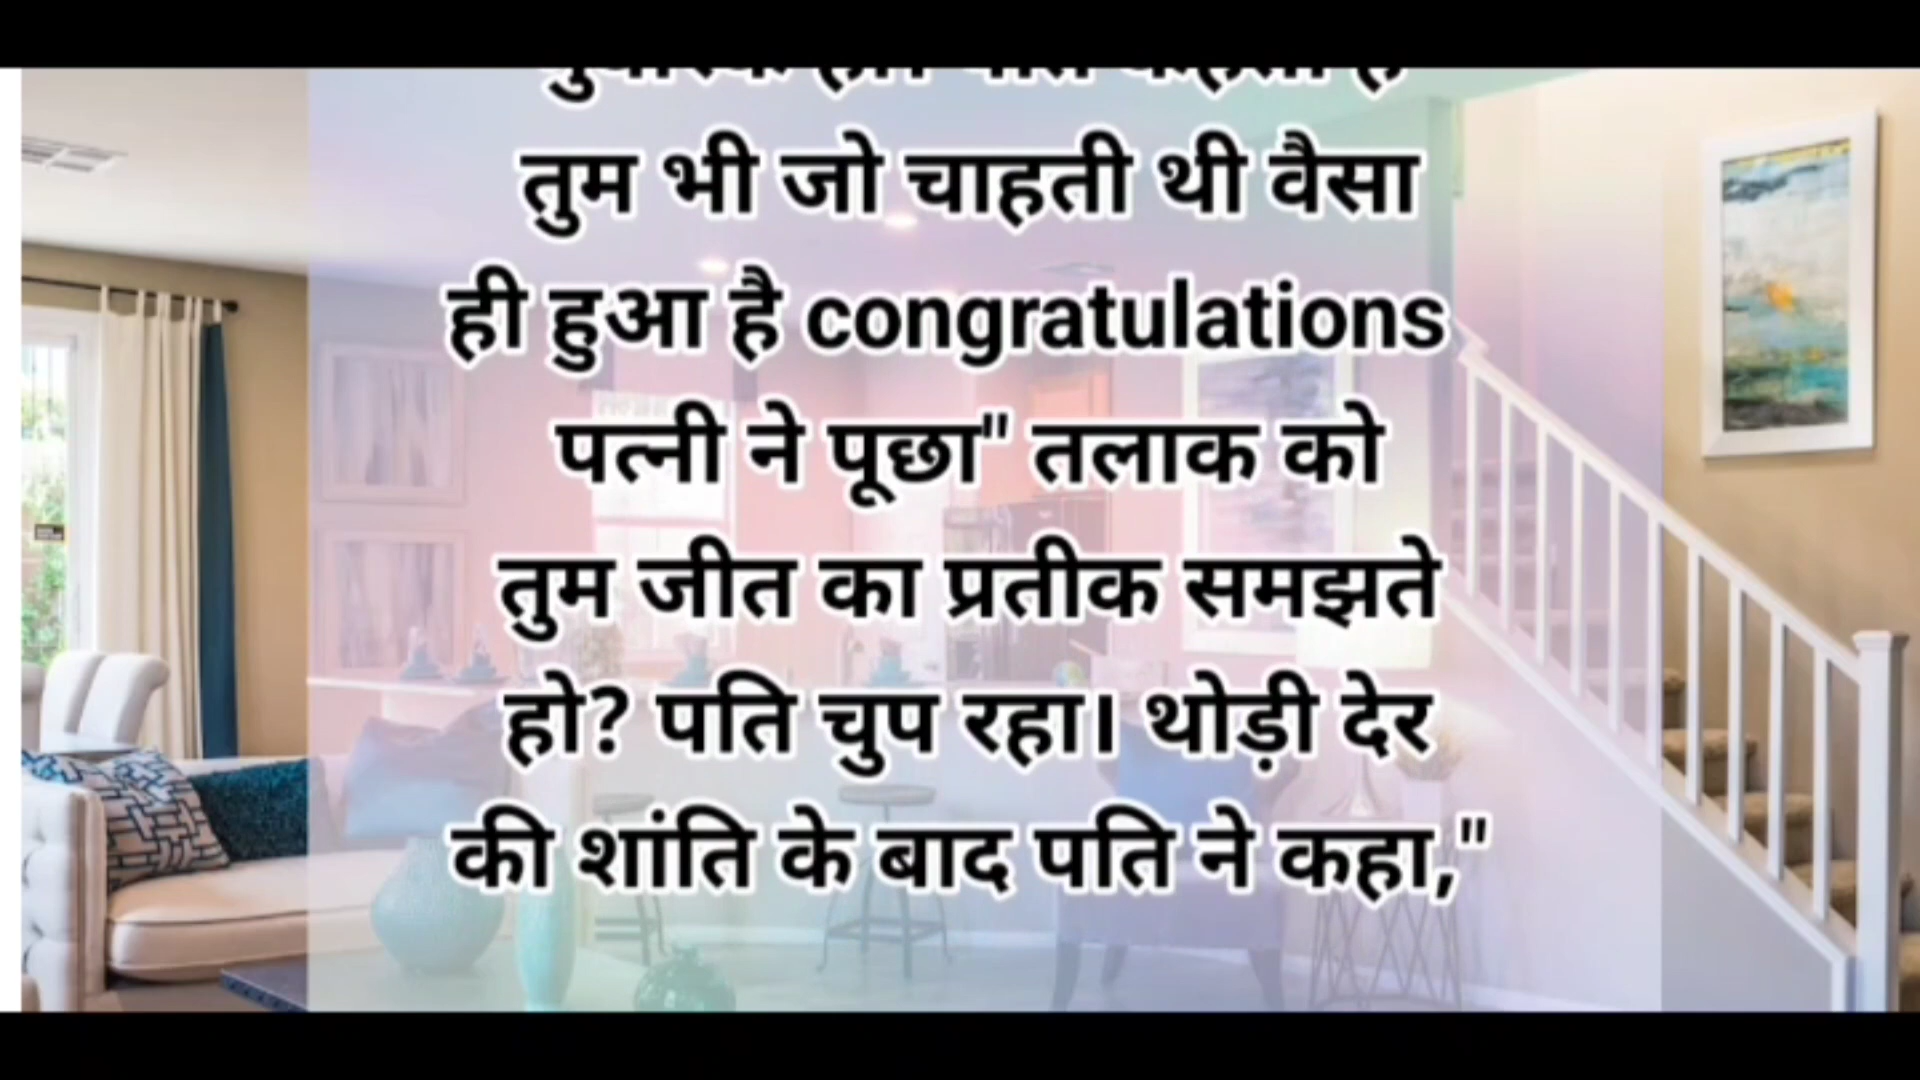 तुम भी जो चाहती थी वैसा
ही हुआ है congratulations
पत्नी ने पूछा" तलाक को
तुम जीत का प्रतीक समझते
हो? पति चुप रहा। थोड़ी देर
की शांति के बाद पति ने कहा,"